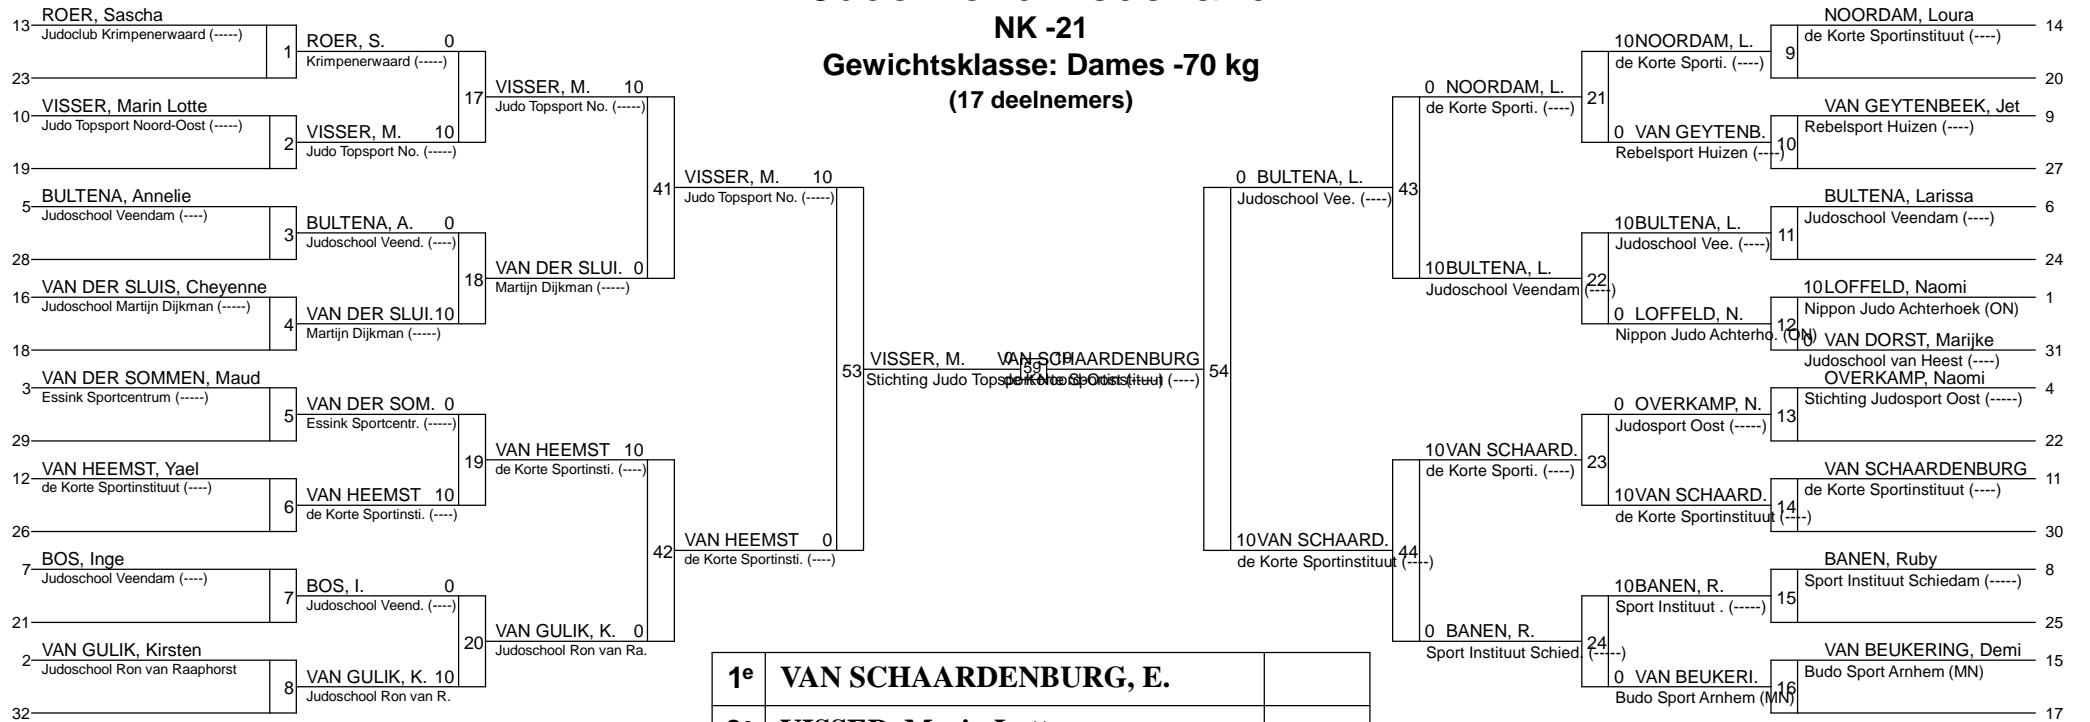 NK -21
Gewichtsklasse: Dames -70 kg
(17 deelnemers)
13 ROER, Sascha
Judoclub Krimpenerwaard (-----)
1
23
10 VISSER, Marin Lotte
Judo Topsport Noord-Oost (-----)
2
19
5 BULTENA, Annelie
Judoschool Veendam (----)
3
28
16 VAN DER SLUIS, Cheyenne
Judoschool Martijn Dijkman (-----)
4
18
3 VAN DER SOMMEN, Maud
Essink Sportcentrum (-----)
5
29
12 VAN HEEMST, Yael
de Korte Sportinstituut (----)
6
26
7 BOS, Inge
Judoschool Veendam (----)
7
21
2 VAN GULIK, Kirsten
Judoschool Ron van Raaphorst
8
32
ROER, S. 0
Krimpenerwaard (-----)
17
VISSER, M. 10
Judo Topsport No. (-----)
BULTENA, A. 0
Judoschool Veend. (----)
18
VAN DER SLUI. 10
Martijn Dijkman (-----)
VAN DER SOM. 0
Essink Sportcentr. (-----)
19
VAN HEEMST 10
de Korte Sportinsti. (----)
BOS, I. 0
Judoschool Veend. (----)
20
VAN GULIK, K. 10
Judoschool Ron van R.
VISSER, M. 10
Judo Topsport No. (-----)
41
VAN DER SLUI. 0
Martijn Dijkman (-----)
VAN HEEMST 10
de Korte Sportinsti. (----)
42
VAN GULIK, K. 0
Judoschool Ron van Ra.
VISSER, M. 10
Judo Topsport No. (-----)
53
VAN HEEMST 0
de Korte Sportinsti. (----)
VISSER, M. 0
Stichting Judo Topsport Noord-Oost (-----)
59
10 VAN SCHAARDENBURG
de Korte Sportinstituut (----)
0 BULTENA, L.
Judoschool Vee. (----)
54
10 VAN SCHAARD.
de Korte Sportinstituut (----)
0 NOORDAM, L.
de Korte Sporti. (----)
43
10 BULTENA, L.
Judoschool Veendam (----)
10 VAN SCHAARD.
de Korte Sporti. (----)
44
0 BANEN, R.
Sport Instituut Schied. (-----)
10 NOORDAM, L.
de Korte Sporti. (----)
21
0 VAN GEYTENB.
Rebelsport Huizen (----)
10 BULTENA, L.
Judoschool Vee. (----)
22
0 LOFFELD, N.
Nippon Judo Achterho. (ON)
0 OVERKAMP, N.
Judosport Oost (-----)
23
10 VAN SCHAARD.
de Korte Sportinstituut (----)
10 BANEN, R.
Sport Instituut . (-----)
24
0 VAN BEUKERI.
Budo Sport Arnhem (MN)
NOORDAM, Loura 14
de Korte Sportinstituut (----)
9
20
VAN GEYTENBEEK, Jet 9
Rebelsport Huizen (----)
10
27
BULTENA, Larissa 6
Judoschool Veendam (----)
11
24
10 LOFFELD, Naomi 1
Nippon Judo Achterhoek (ON)
12
0 VAN DORST, Marijke 31
Judoschool van Heest (----)
OVERKAMP, Naomi 4
Stichting Judosport Oost (-----)
13
22
VAN SCHAARDENBURG 11
de Korte Sportinstituut (----)
14
30
BANEN, Ruby 8
Sport Instituut Schiedam (-----)
15
25
VAN BEUKERING, Demi 15
Budo Sport Arnhem (MN)
16
17
1e VAN SCHAARDENBURG, E.